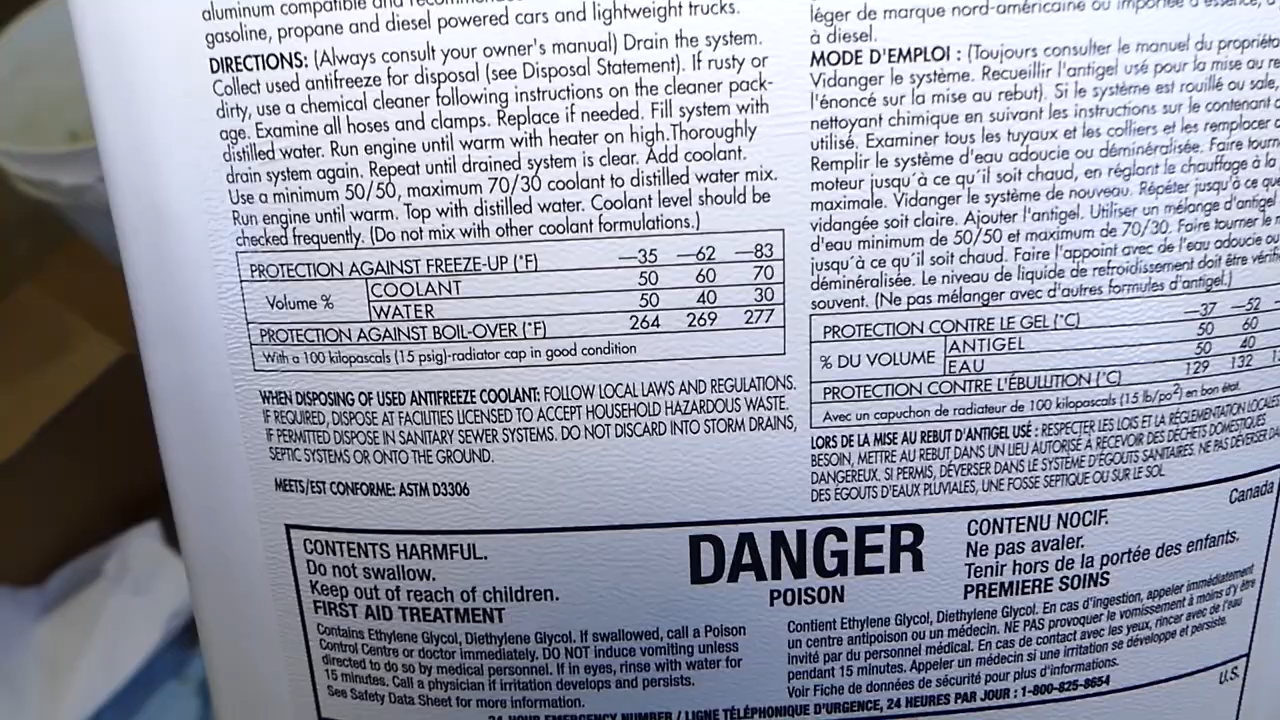 aluminum compatible and
gasoline, propane and diesel powered cars and lightweight trucks.
DIRECTIONS: (Always consult your owner's manual) Drain the system.
Collect used antifreeze for disposal (see Disposal Statement). If rusty or
dirty, use a chemical cleaner following instructions on the cleaner pack-
age. Examine all hoses and clamps. Replace if needed. Fill system with
distilled water. Run engine until warm with heater on high.Thoroughly
drain system again. Repeat until drained system is clear. Add coolant.
Use a minimum 50/50, maximum 70/30 coolant to distilled water mix.
Run engine until warm. Top with distilled water. Coolant level should be
checked frequently. (Do not mix with other coolant formulations.)
PROTECTION AGAINST FREEZE-UP (°F) —35 —62 —83
Volume % COOLANT 50 60 70
WATER 50 40 30
PROTECTION AGAINST BOIL-OVER (°F) 264 269 277
With a 100 kilopascals (15 psig)-radiator cap in good condition
WHEN DISPOSING OF USED ANTIFREEZE COOLANT: FOLLOW LOCAL LAWS AND REGULATIONS.
IF REQUIRED, DISPOSE AT FACILITIES LICENSED TO ACCEPT HOUSEHOLD HAZARDOUS WASTE.
IF PERMITTED DISPOSE IN SANITARY SEWER SYSTEMS. DO NOT DISCARD INTO STORM DRAINS,
SEPTIC SYSTEMS OR ONTO THE GROUND.
MEETS/EST CONFORME: ASTM D3306
léger de marque nord-américaine ou importée à essence,
à diesel.
MODE D'EMPLOI : (Toujours consulter le manuel du
Vidanger le système. Recueillir l'antigel usé pour la mise au
l'énoncé sur la mise au rebut). Si le système est rouillé ou sale,
nettoyant chimique en suivant les instructions sur le contenant
utilisé. Examiner tous les tuyaux et les colliers et les remplacer
Remplir le système d'eau adoucie ou déminéralisée. Faire
moteur jusqu'à ce qu'il soit chaud, en réglant le chauffage à la
maximale. Vidanger le système de nouveau. Répéter jusqu'à ce
vidangée soit claire. Ajouter l'antigel. Utiliser un mélange d'antigel
d'eau minimum de 50/50 et maximum de 70/30. Faire tourner le
jusqu'à ce qu'il soit chaud. Faire l'appoint avec de l'eau adoucie ou
déminéralisée. Le niveau de liquide de refroidissement doit être
souvent. (Ne pas mélanger avec d'autres formules d'antigel.)
PROTECTION CONTRE LE GEL (°C) —37 —52
% DU VOLUME ANTIGEL 50 60
EAU 50 40
PROTECTION CONTRE L'ÉBULLITION (°C) 129 132
Avec un capuchon de radiateur de 100 kilopascals (15 lb/po²) en bon état.
LORS DE LA MISE AU REBUT D'ANTIGEL USÉ : RESPECTER LES LOIS ET LA RÉGLEMENTATION LOCALES
BESOIN, METTRE AU REBUT DANS UN LIEU AUTORISÉ À RECEVOIR DES DÉCHETS DOMESTIQUES
DANGEREUX. SI PERMIS, DÉVERSER DANS LE SYSTÈME D'ÉGOUTS SANITAIRES. NE PAS DÉVERSER
DES ÉGOUTS D'EAUX PLUVIALES, UNE FOSSE SEPTIQUE OU SUR LE SOL
Canada
CONTENTS HARMFUL.
Do not swallow.
Keep out of reach of children.
FIRST AID TREATMENT
Contains Ethylene Glycol, Diethylene Glycol. If swallowed, call a Poison
Control Centre or doctor immediately. DO NOT induce vomiting unless
directed to do so by medical personnel. If in eyes, rinse with water for
15 minutes. Call a physician if irritation develops and persists.
See Safety Data Sheet for more information.
DANGER
POISON
CONTENU NOCIF.
Ne pas avaler.
Tenir hors de la portée des enfants.
PREMIERE SOINS
Contient Ethylene Glycol, Diethylene Glycol. En cas d'ingestion, appeler immédiatement
un centre antipoison ou un médecin. NE PAS provoquer le vomissement à moins d'y être
invité par du personnel médical. En cas de contact avec les yeux, rincer avec de l'eau
pendant 15 minutes. Appeler un médecin si une irritation se développe et persiste.
Voir Fiche de données de sécurité pour plus d'informations.
24 HOUR EMERGENCY NUMBER / LIGNE TÉLÉPHONIQUE D'URGENCE, 24 HEURES PAR JOUR : 1-800-825-8654
U.S.